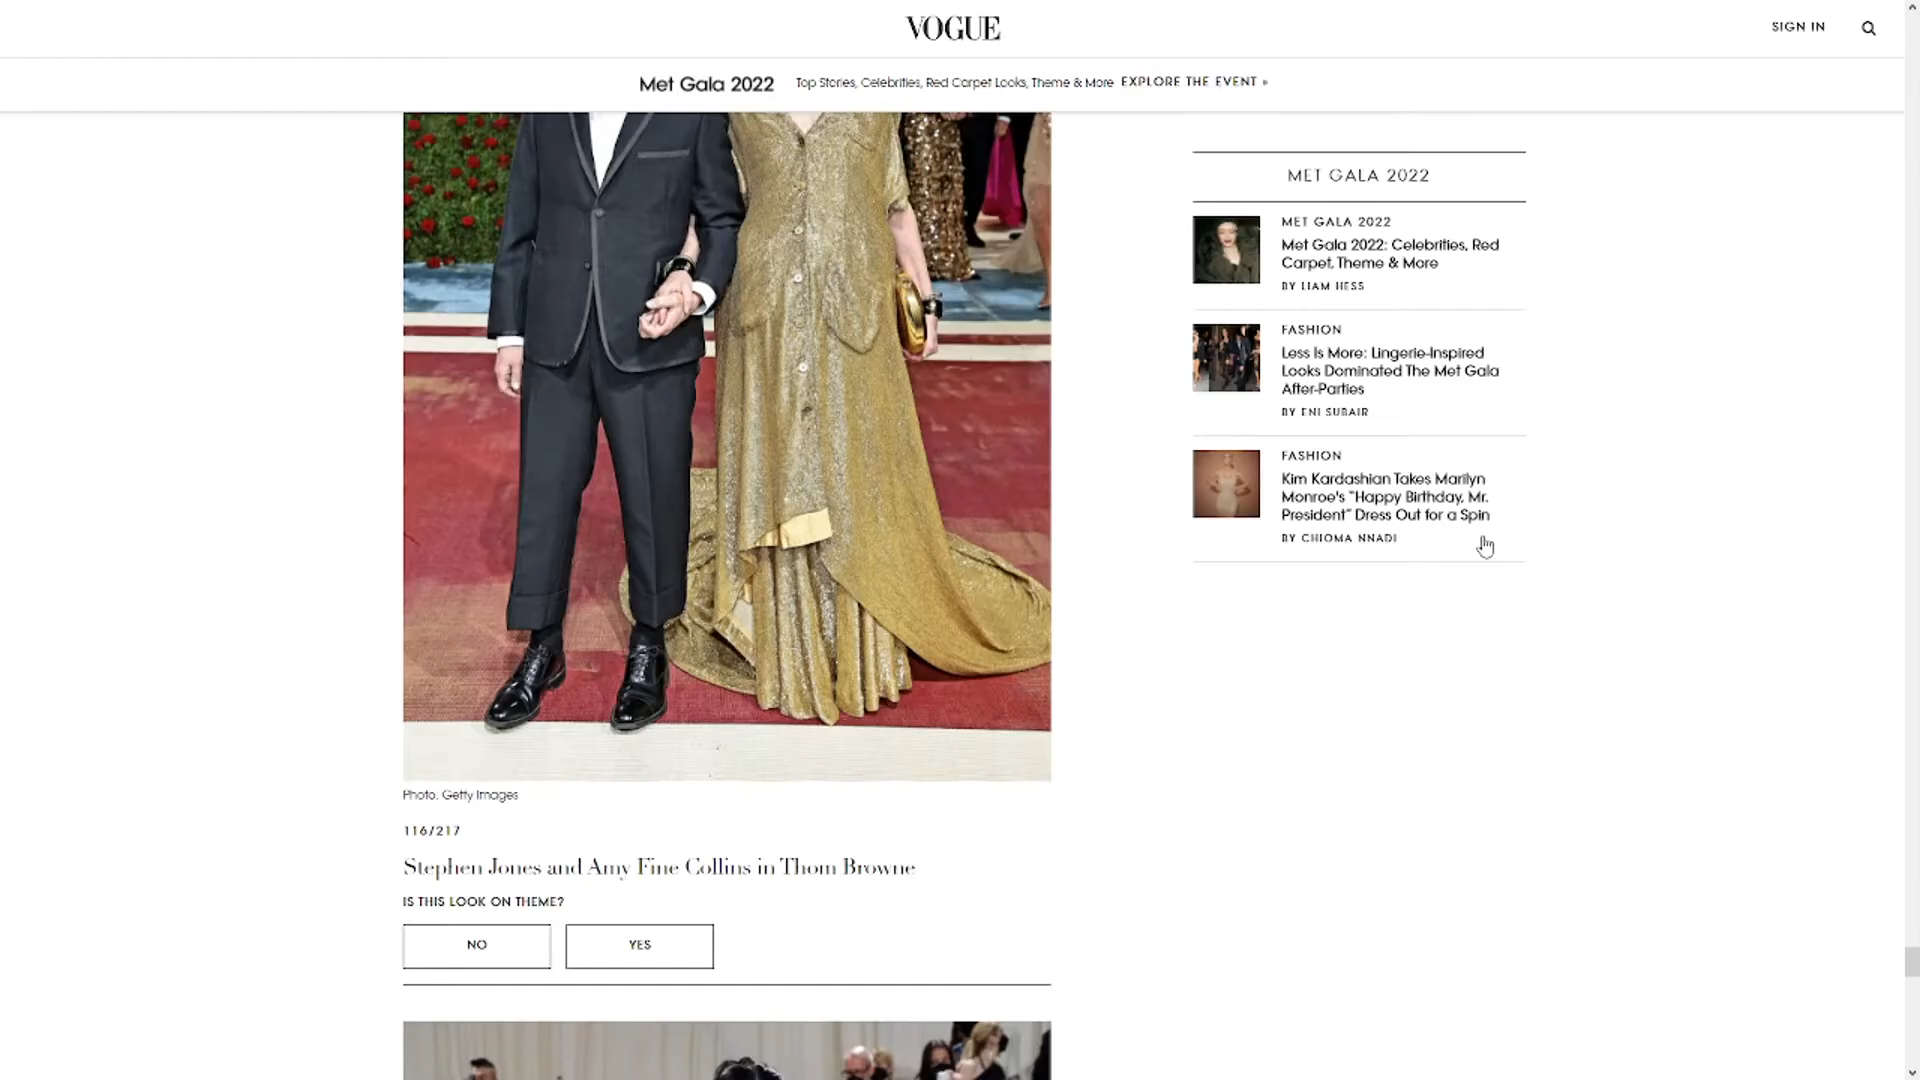 VOGUE
SIGN IN
Met Gala 2022 Top Stories, Celebrities, Red Carpet Looks, Theme & More EXPLORE THE EVENT »
MET GALA 2022
MET GALA 2022
Met Gala 2022: Celebrities, Red
Carpet, Theme & More
BY LIAM HESS
FASHION
Less Is More: Lingerie-Inspired
Looks Dominated The Met Gala
After-Parties
BY ENI SUBAIR
FASHION
Kim Kardashian Takes Marilyn
Monroe's "Happy Birthday, Mr.
President" Dress Out for a Spin
BY CHIOMA NNADI
Photo: Getty Images
116/217
Stephen Jones and Amy Fine Collins in Thom Browne
IS THIS LOOK ON THEME?
NO
YES